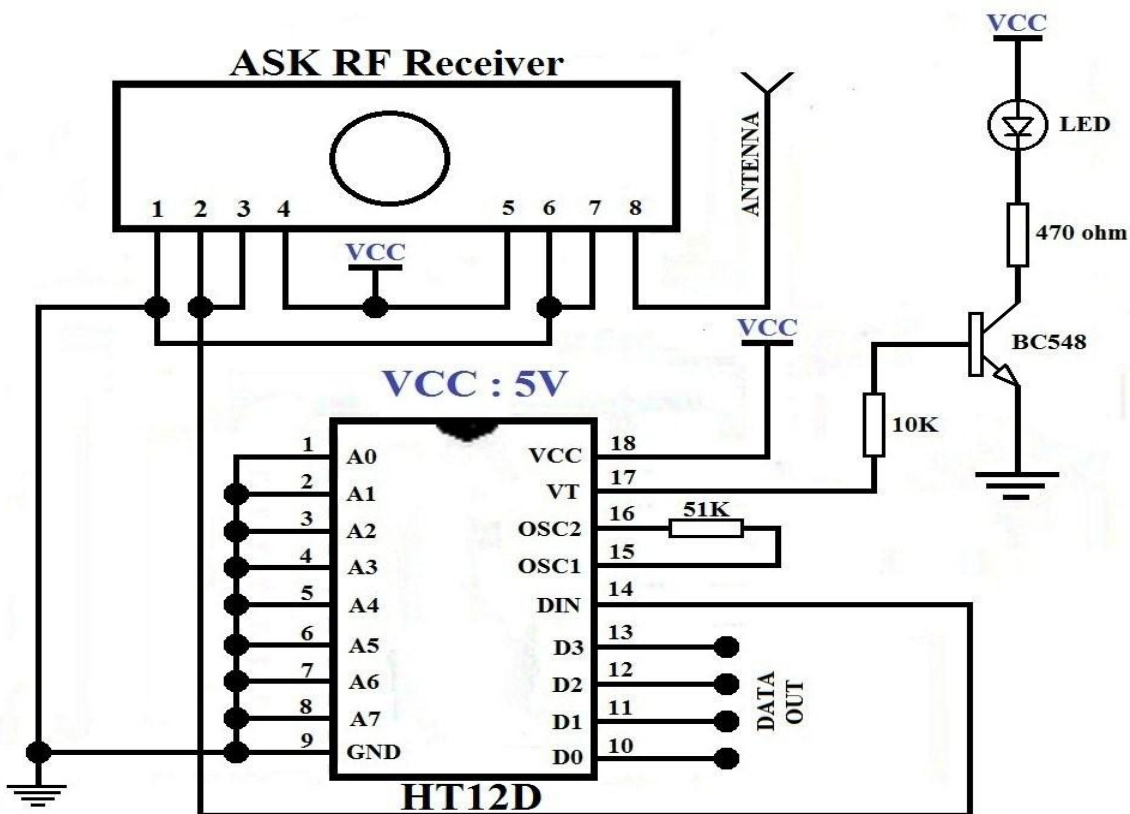 VCC
ASK RF Receiver
LED
ANTENNA
1 2 3 4 5 6 7 8
470 ohm
VCC
VCC
BC548
VCC : 5V
10K
1 A0 VCC 18
2 A1 VT 17
3 A2 OSC2 16 51K
4 A3 OSC1 15
5 A4 DIN 14
6 A5 D3 13
7 A6 D2 12
8 A7 D1 11
9 GND D0 10
DATA
OUT
HT12D